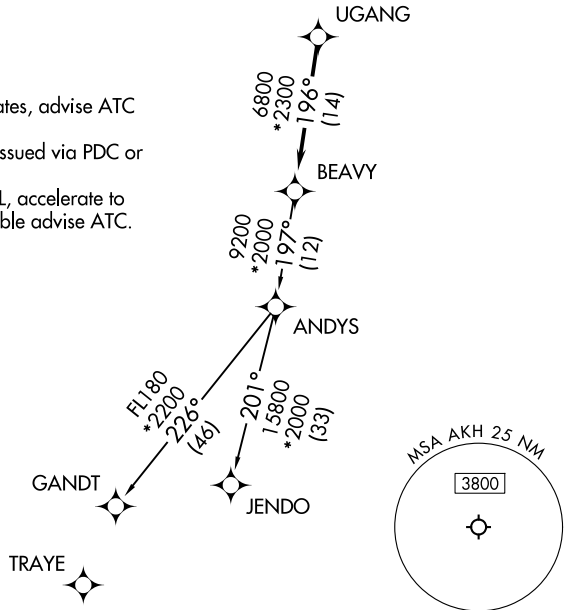 UGANG
ates, advise ATC
ssued via PDC or
L, accelerate to
ble advise ATC.
6800
*2300
196°
(14)
BEAVY
9200
*2000
197°
(12)
ANDYS
FL180
*2200
226°
(46)
201°
15800
*2000
(33)
GANDT
JENDO
TRAYE
MSA AKH 25 NM
3800